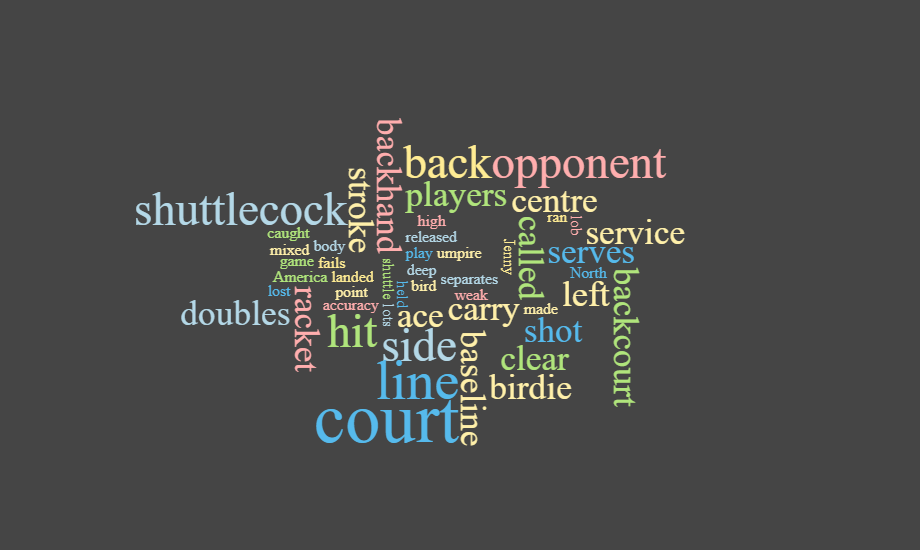 backhand
back
opponent
stroke
players
shuttlecock
centre
high
ran
lob
service
called
caught
released
body
mixed
play
umpire
Jenny
serves
game
fails
shuttle
deep
North
America
landed
bird
separates
held
lost
point
weak
left
backcourt
racket
accuracy
lots
carry
made
doubles
ace
hit
shot
side
baseline
clear
line
birdie
court